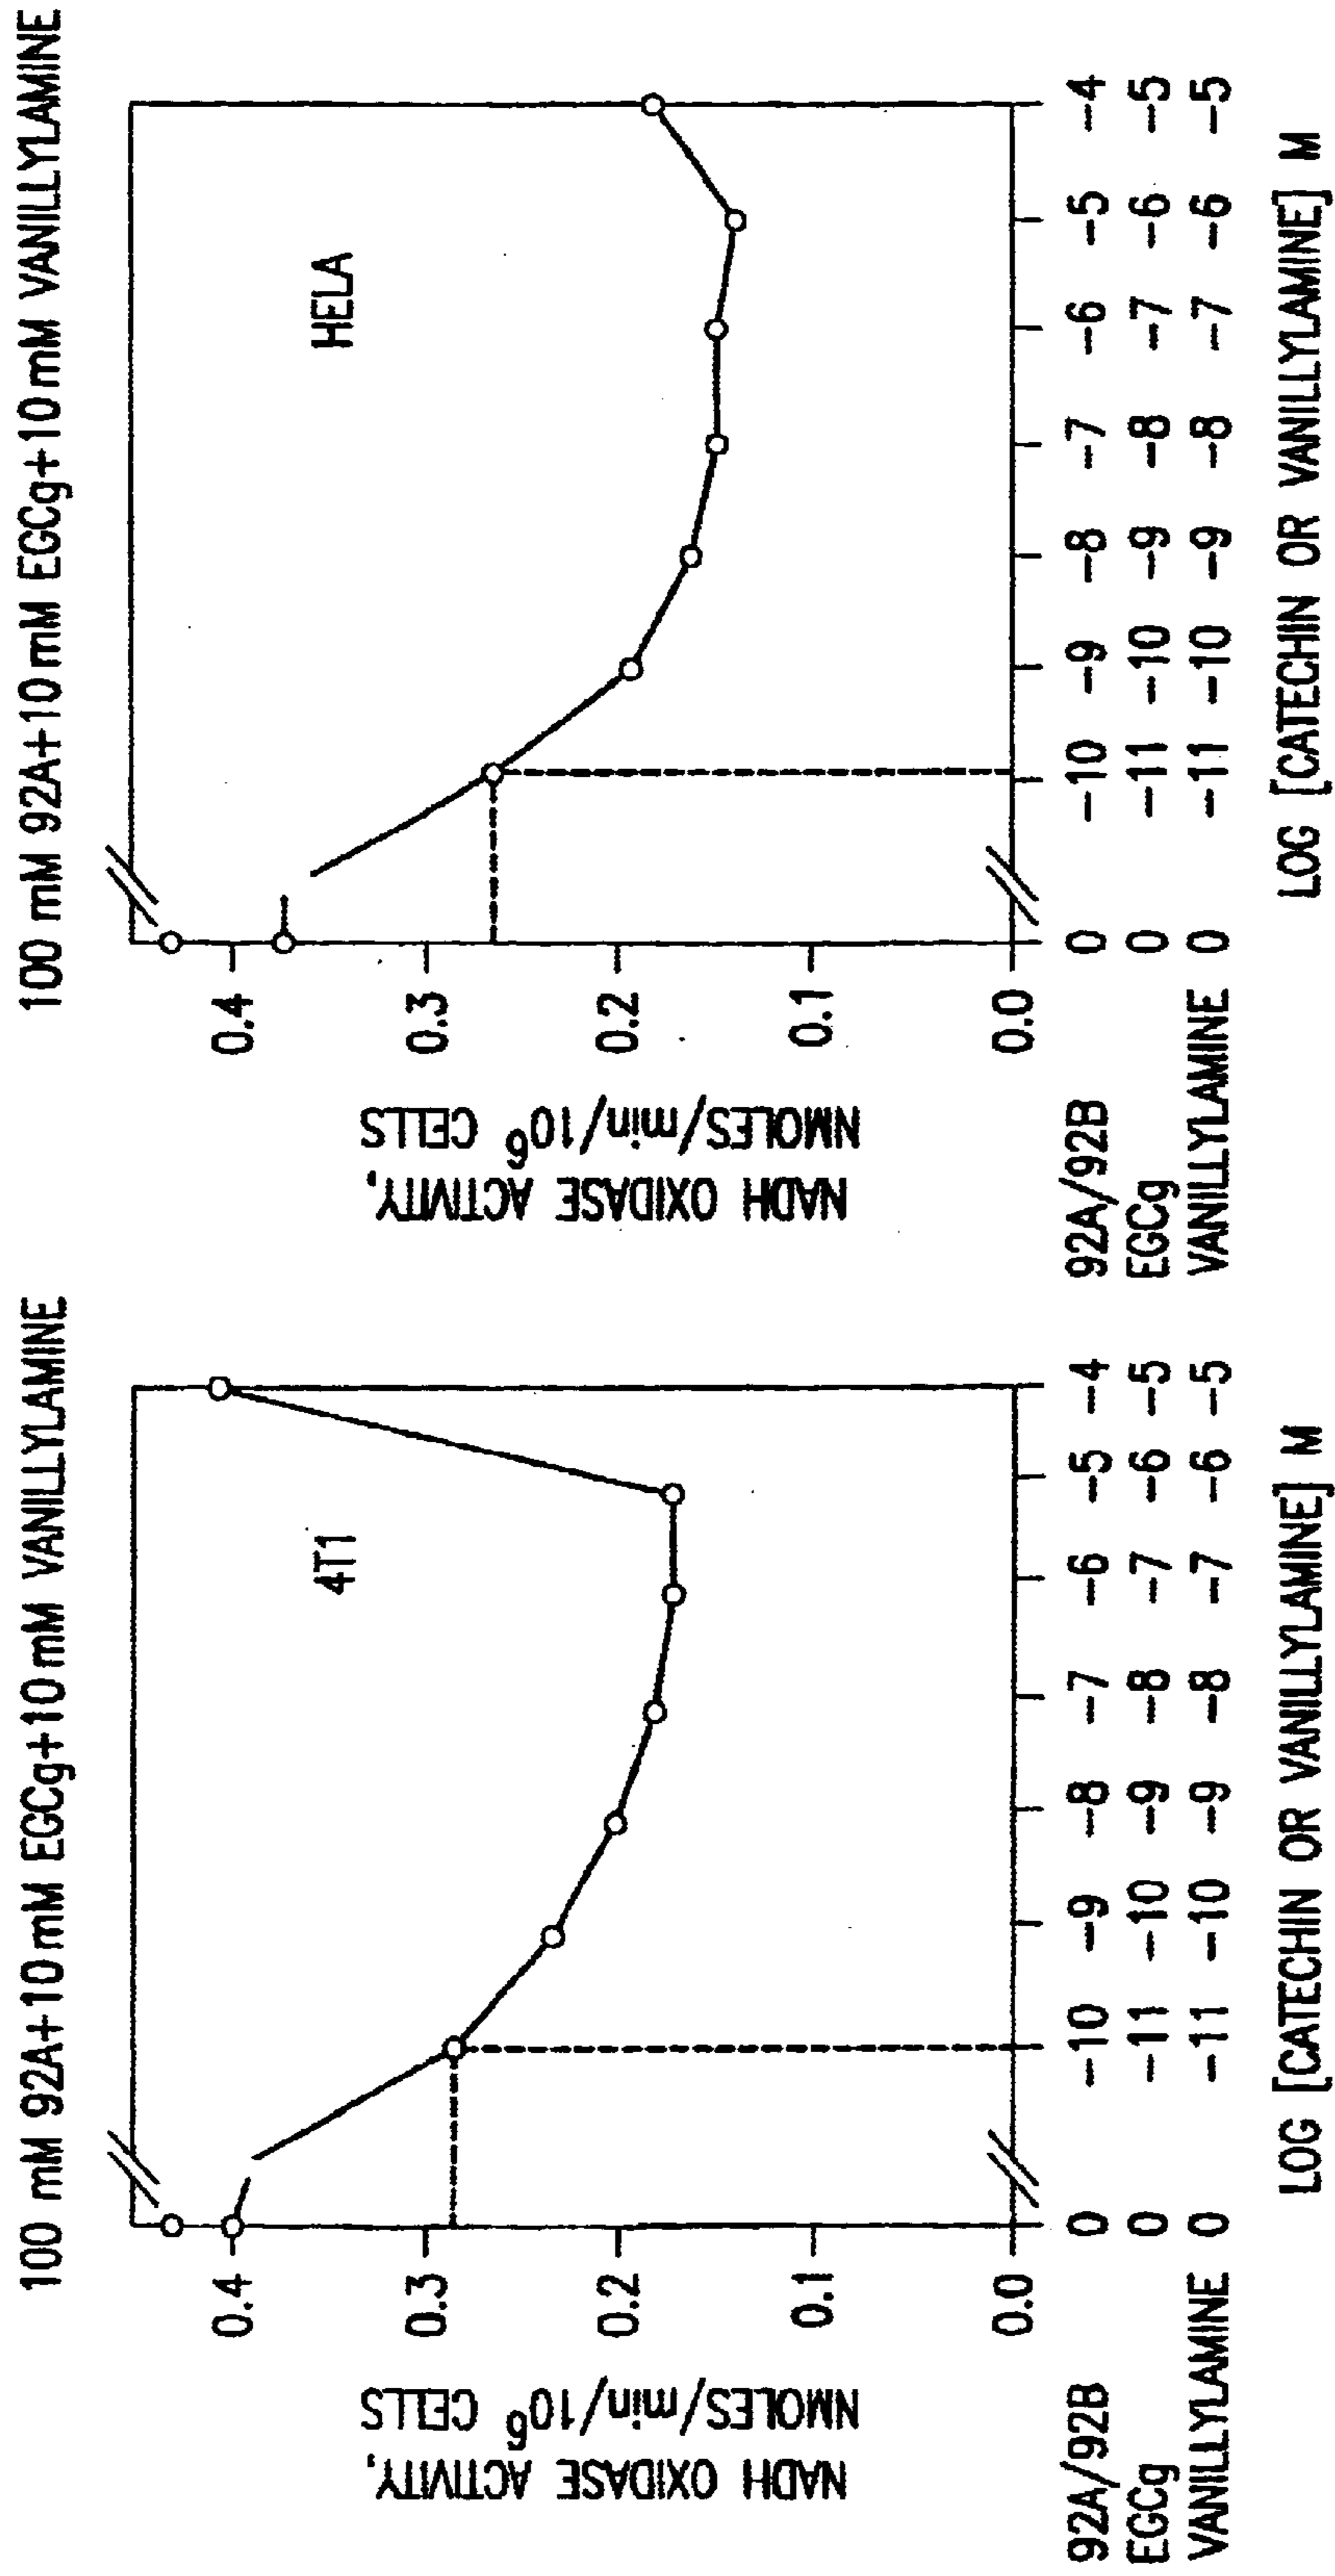 100 mM 92A+10 mM EGCg+10 mM VANILLYLAMINE
4T1
NADH OXIDASE ACTIVITY,
NMOLES/min/10⁶ CELLS
0.4
0.3
0.2
0.1
0.0
92A/92B 0 -10 -9 -8 -7 -6 -5 -4
EGCg 0 -11 -10 -9 -8 -7 -6 -5
VANILLYLAMINE 0 -11 -10 -9 -8 -7 -6 -5
LOG [CATECHIN OR VANILLYLAMINE] M
100 mM 92A+10 mM EGCg+10 mM VANILLYLAMINE
HELA
NADH OXIDASE ACTIVITY,
NMOLES/min/10⁶ CELLS
0.4
0.3
0.2
0.1
0.0
92A/92B 0 -10 -9 -8 -7 -6 -5 -4
EGCg 0 -11 -10 -9 -8 -7 -6 -5
VANILLYLAMINE 0 -11 -10 -9 -8 -7 -6 -5
LOG [CATECHIN OR VANILLYLAMINE] M